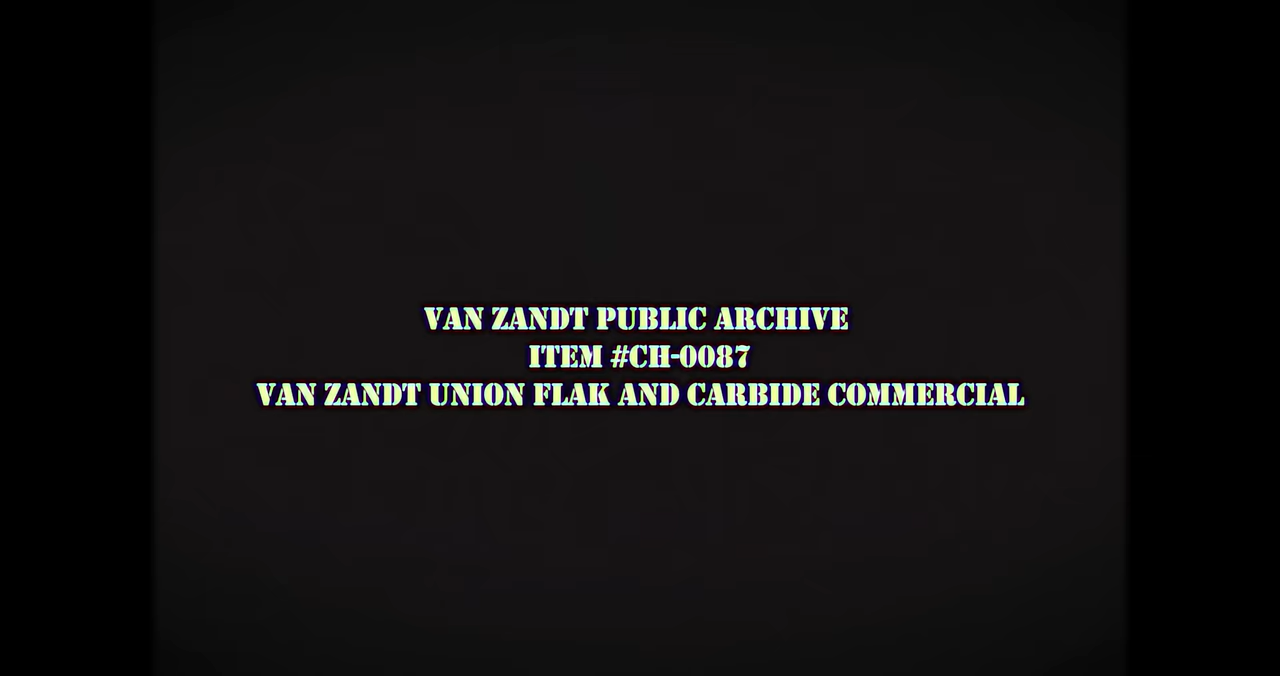 VAN ZANDT PUBLIC ARCHIVE
ITEM #CH-0087
VAN ZANDT UNION FLAK AND CARBIDE COMMERCIAL